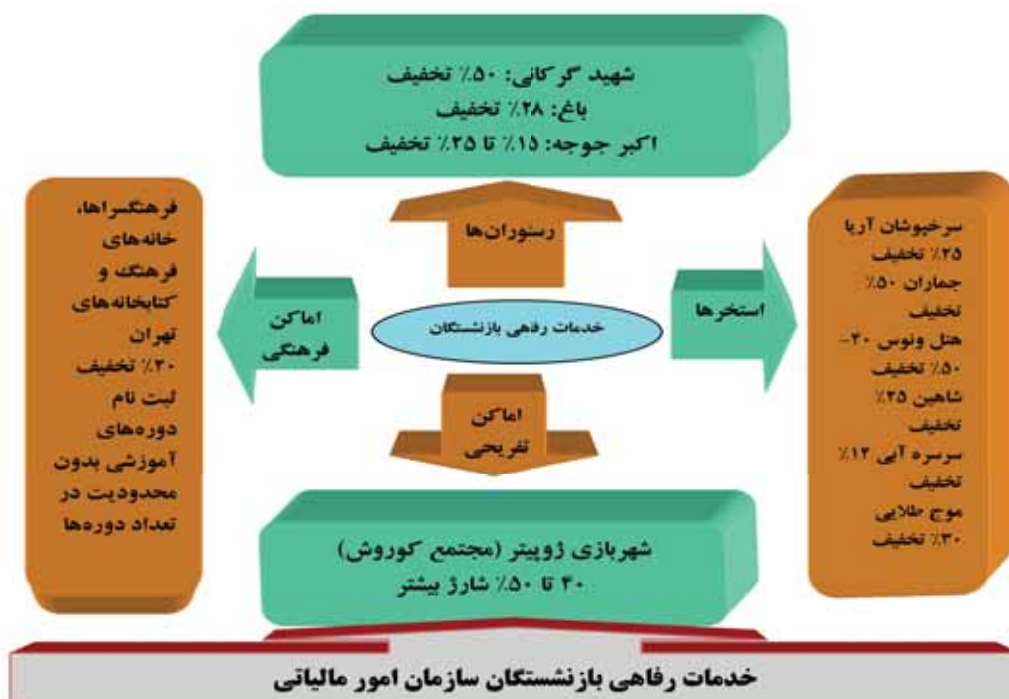 شهید گرکانی: ۵۰٪ تخفیف
باغ: ۲۸٪ تخفیف
اکبر جوجه: ۱۵٪ تا ۲۵٪ تخفیف
رستوران‌ها
سرخپوشان آریا
۲۵٪ تخفیف
جماران ۵۰٪
تخفیف
هتل ونوس ۴۰-
۵۰٪ تخفیف
شاهین ۲۵٪
تخفیف
سرسره آبی ۱۲٪
تخفیف
موج طلایی
۳۰٪ تخفیف
استخرها
خدمات رفاهی بازنشستگان
اماکن
فرهنگی
فرهنگسراها،
خانه‌های
فرهنگ و
کتابخانه‌های
تهران
۲۰٪ تخفیف
ثبت نام
دوره‌های
آموزشی بدون
محدودیت در
تعداد دوره‌ها
اماکن
تفریحی
شهربازی ژوپیتر (مجتمع کوروش)
۴۰ تا ۵۰٪ شارژ بیشتر
خدمات رفاهی بازنشستگان سازمان امور مالیاتی